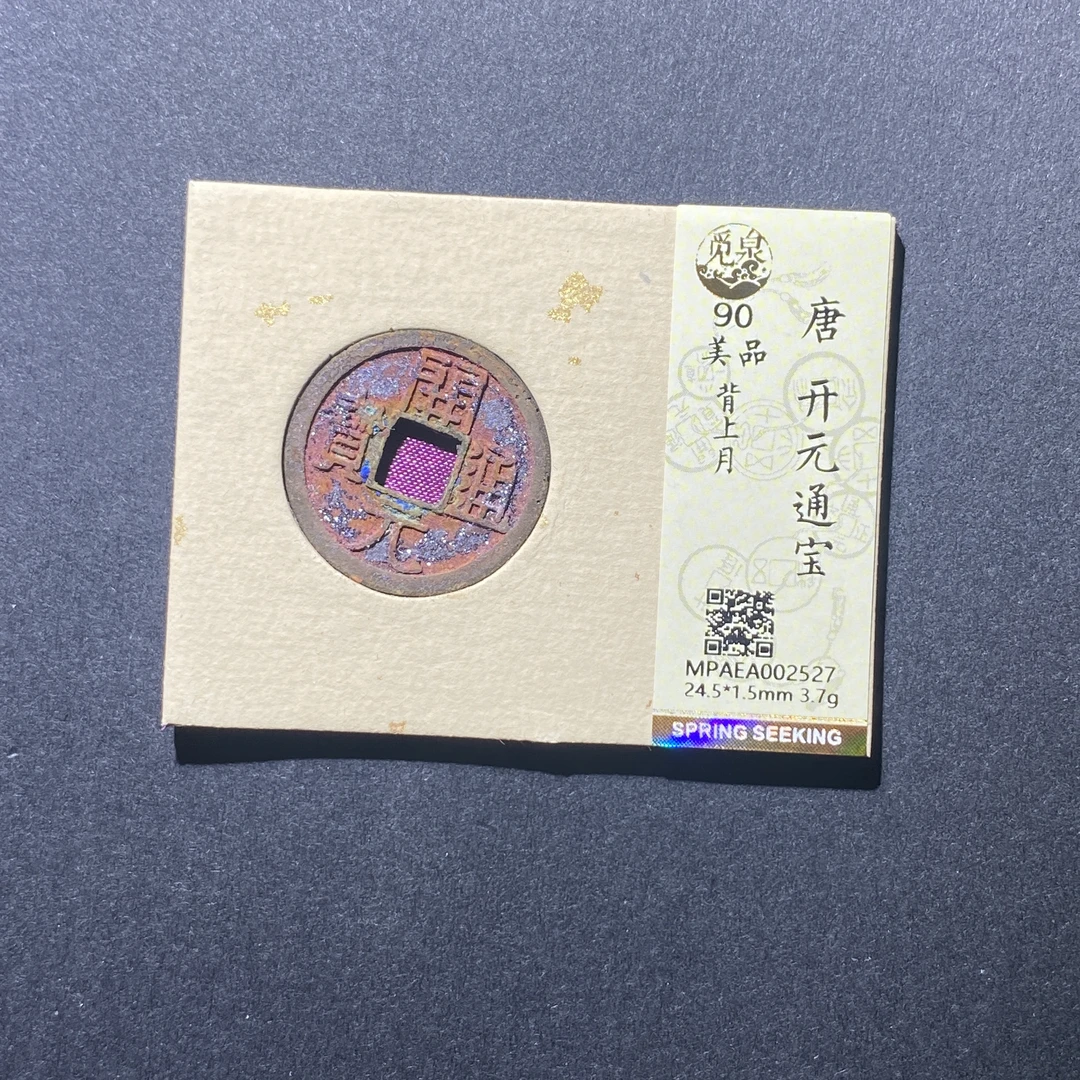 開元通寳
觅泉
90
美品
背上月
唐 开元通宝
MPAEA002527
24.5*1.5mm 3.7g
SPRING SEEKING